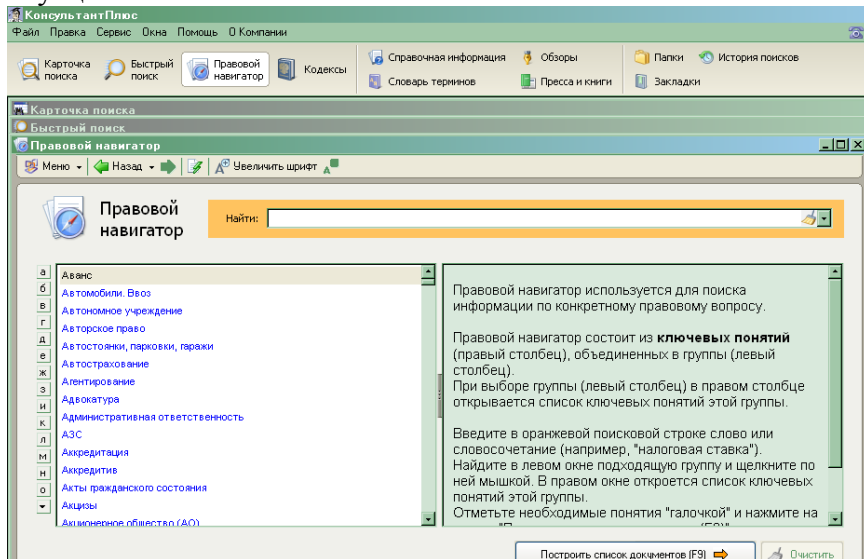 КонсультантПлюс
Файл Правка Сервис Окна Помощь О Компании
Карточка поиска
Быстрый поиск
Правовой навигатор
Кодексы
Справочная информация
Обзоры
Папки
История поисков
Словарь терминов
Пресса и книги
Закладки
Карточка поиска
Быстрый поиск
Правовой навигатор
Меню Назад Увеличить шрифт
Правовой навигатор
Найти:
а
б
в
г
д
е
ж
з
и
к
л
м
н
о
Аванс
Автомобили. Ввоз
Автономное учреждение
Авторское право
Автостоянки, парковки, гаражи
Автострахование
Агентирование
Адвокатура
Административная ответственность
АЗС
Аккредитация
Аккредитив
Акты гражданского состояния
Акцизы
Акционерное общество (АО)
Правовой навигатор используется для поиска
информации по конкретному правовому вопросу.
Правовой навигатор состоит из ключевых понятий
(правый столбец), объединенных в группы (левый
столбец).
При выборе группы (левый столбец) в правом столбце
открывается список ключевых понятий этой группы.
Введите в оранжевой поисковой строке слово или
словосочетание (например, "налоговая ставка").
Найдите в левом окне подходящую группу и щелкните по
ней мышкой. В правом окне откроется список ключевых
понятий этой группы.
Отметьте необходимые понятия "галочкой" и нажмите на
Построить список документов (F9)
Очистить